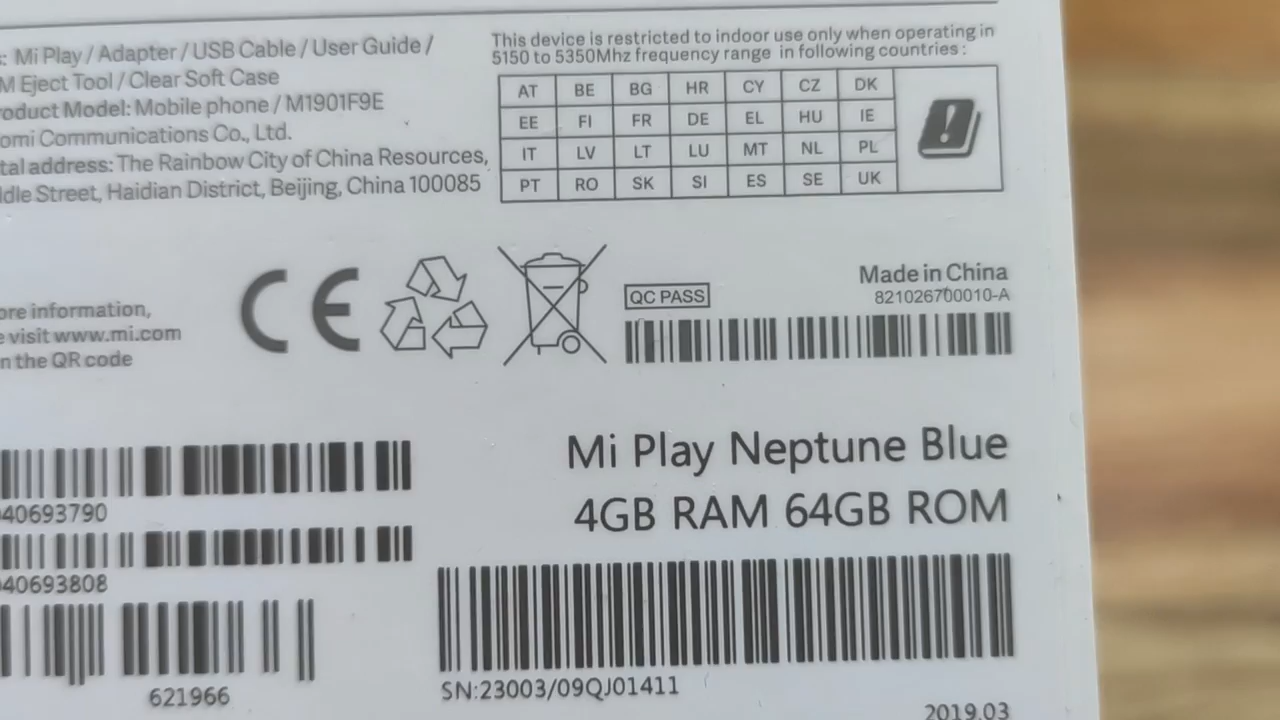 : Mi Play / Adapter / USB Cable / User Guide /
M Eject Tool / Clear Soft Case
oduct Model: Mobile phone / M1901F9E
omi Communications Co., Ltd.
tal address: The Rainbow City of China Resources,
ddle Street, Haidian District, Beijing, China 100085
This device is restricted to indoor use only when operating in
5150 to 5350Mhz frequency range in following countries :
AT BE BG HR CY CZ DK
EE FI FR DE EL HU IE
IT LV LT LU MT NL PL
PT RO SK SI ES SE UK
ore information,
e visit www.mi.com
n the QR code
CE
QC PASS
Made in China
821026700010-A
Mi Play Neptune Blue
4GB RAM 64GB ROM
40693790
40693808
621966
SN:23003/09QJ01411
2019.03